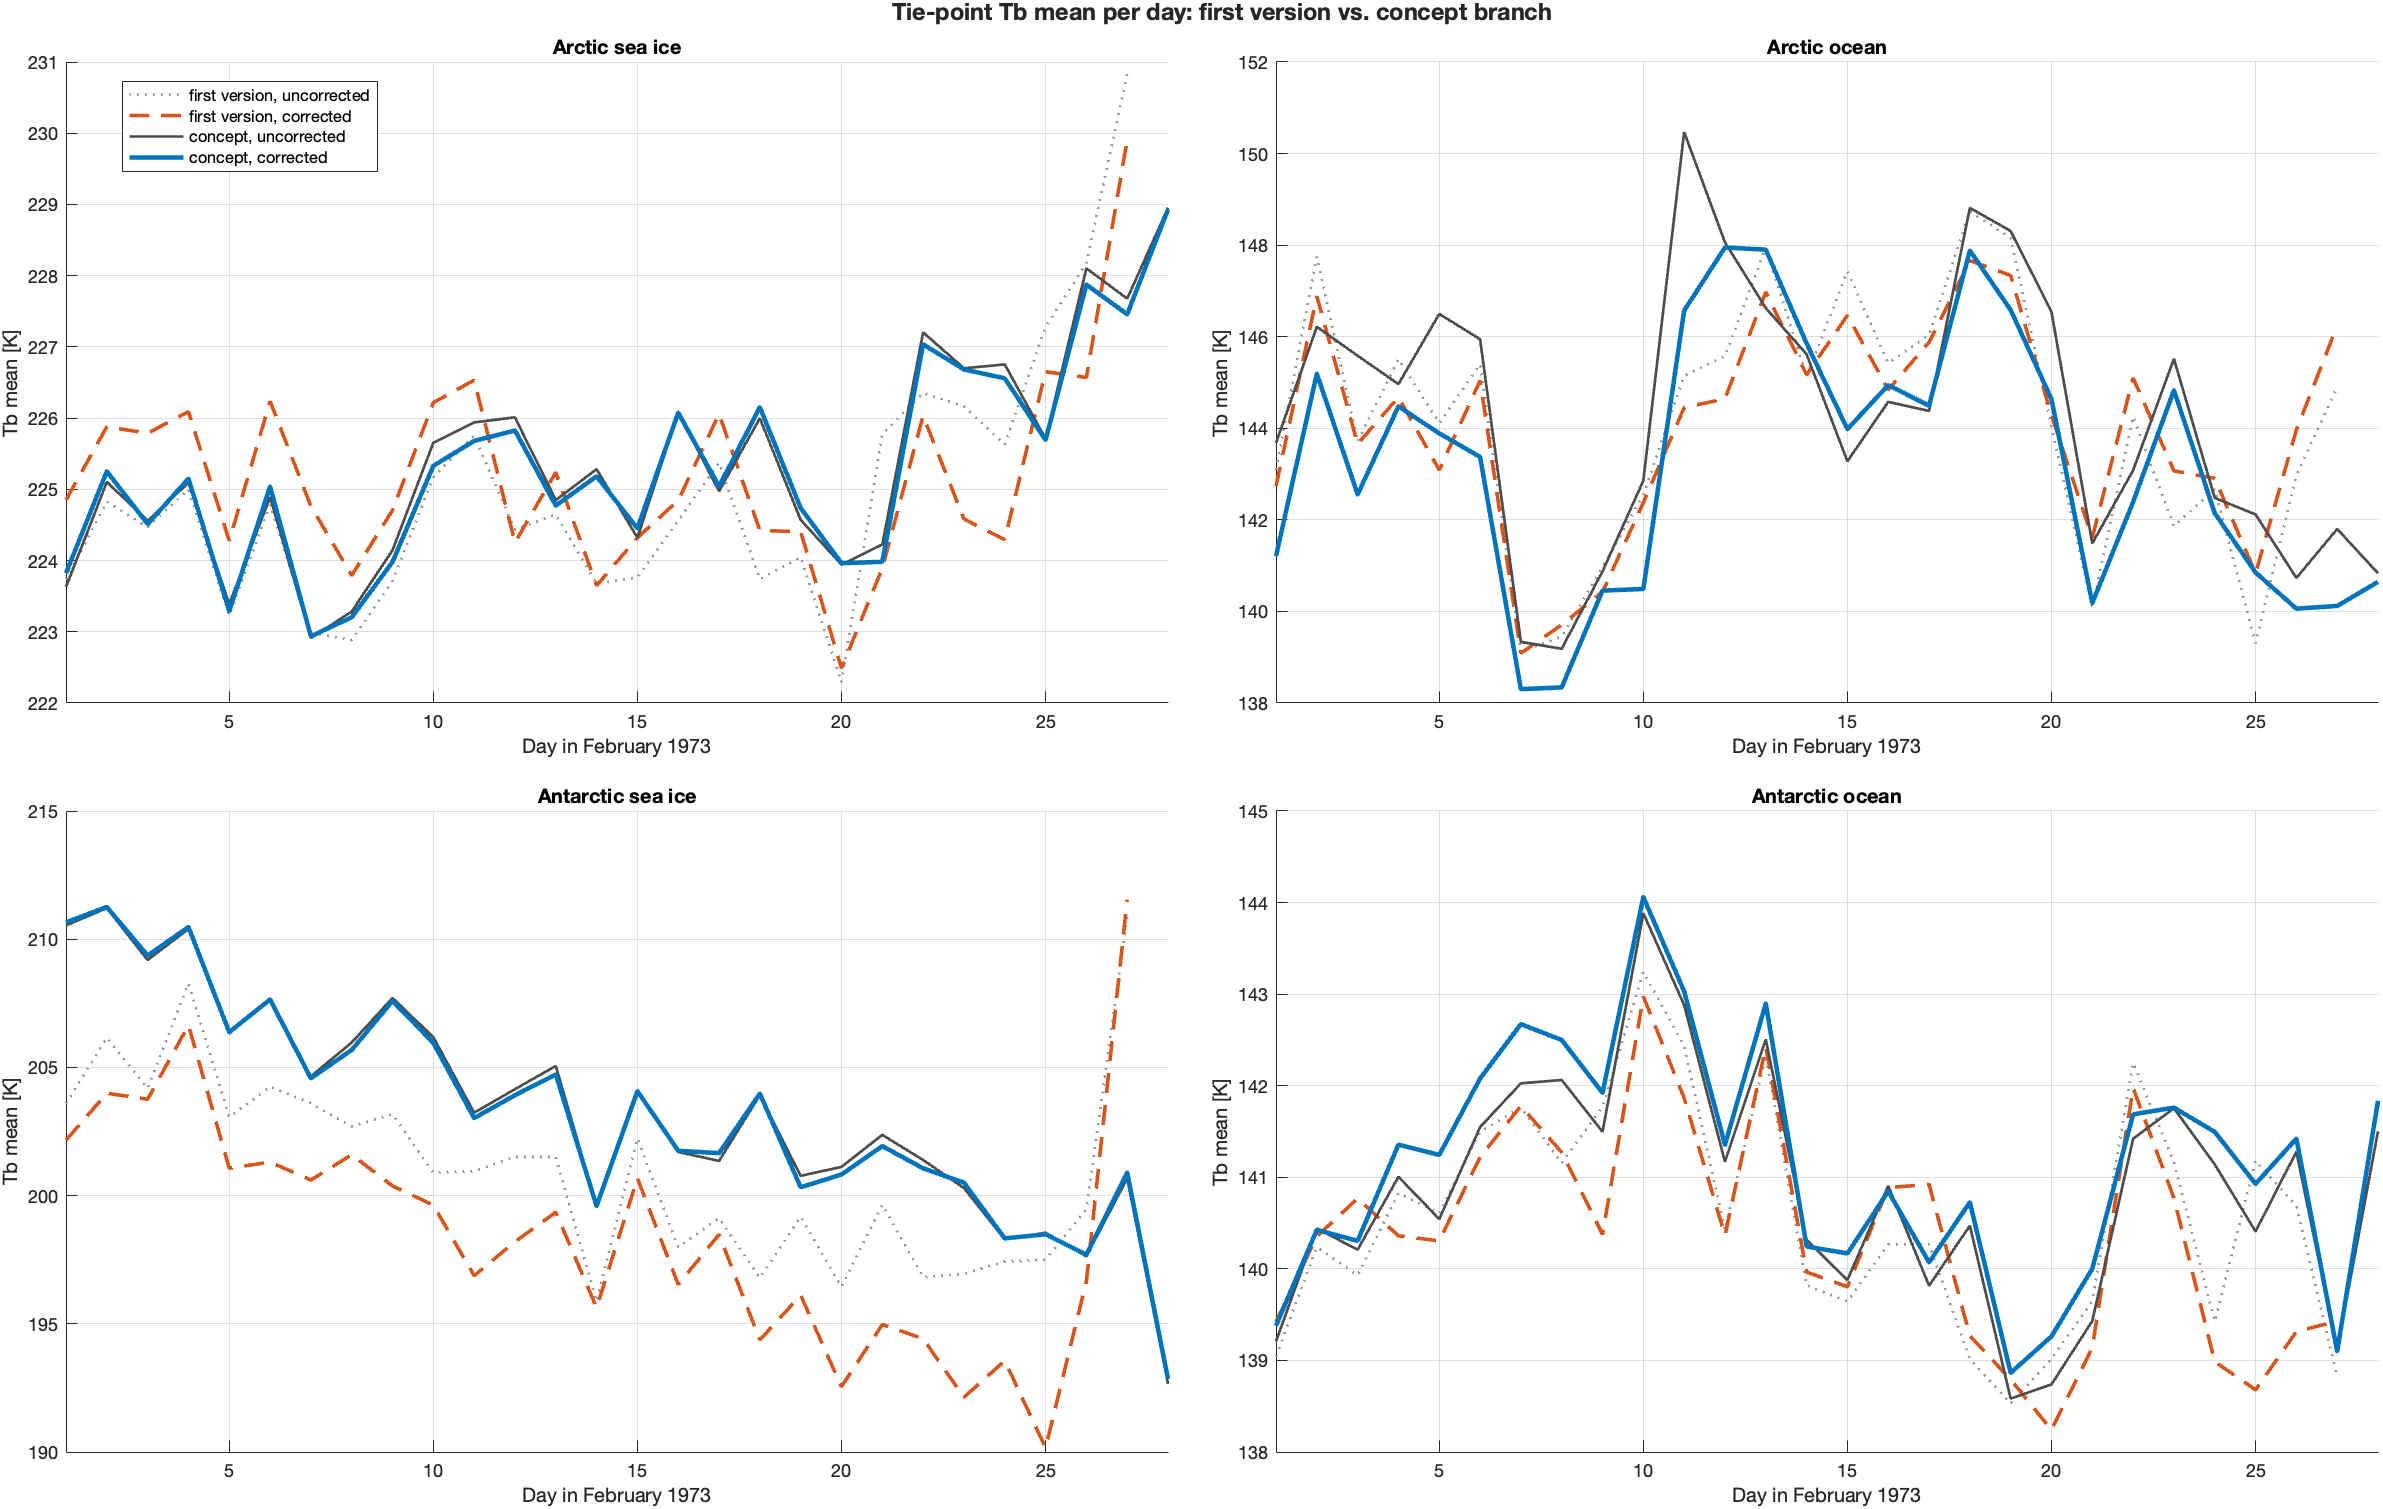 Tie-point Tb mean per day: first version vs. concept branch
Arctic sea ice
231
230
229
228
227
226
225
224
223
222
Tb mean [K]
first version, uncorrected
first version, corrected
concept, uncorrected
concept, corrected
5 10 15 20 25
Day in February 1973
Arctic ocean
152
150
148
146
144
142
140
138
Tb mean [K]
5 10 15 20 25
Day in February 1973
Antarctic sea ice
215
210
205
200
195
190
Tb mean [K]
5 10 15 20 25
Day in February 1973
Antarctic ocean
145
144
143
142
141
140
139
138
Tb mean [K]
5 10 15 20 25
Day in February 1973